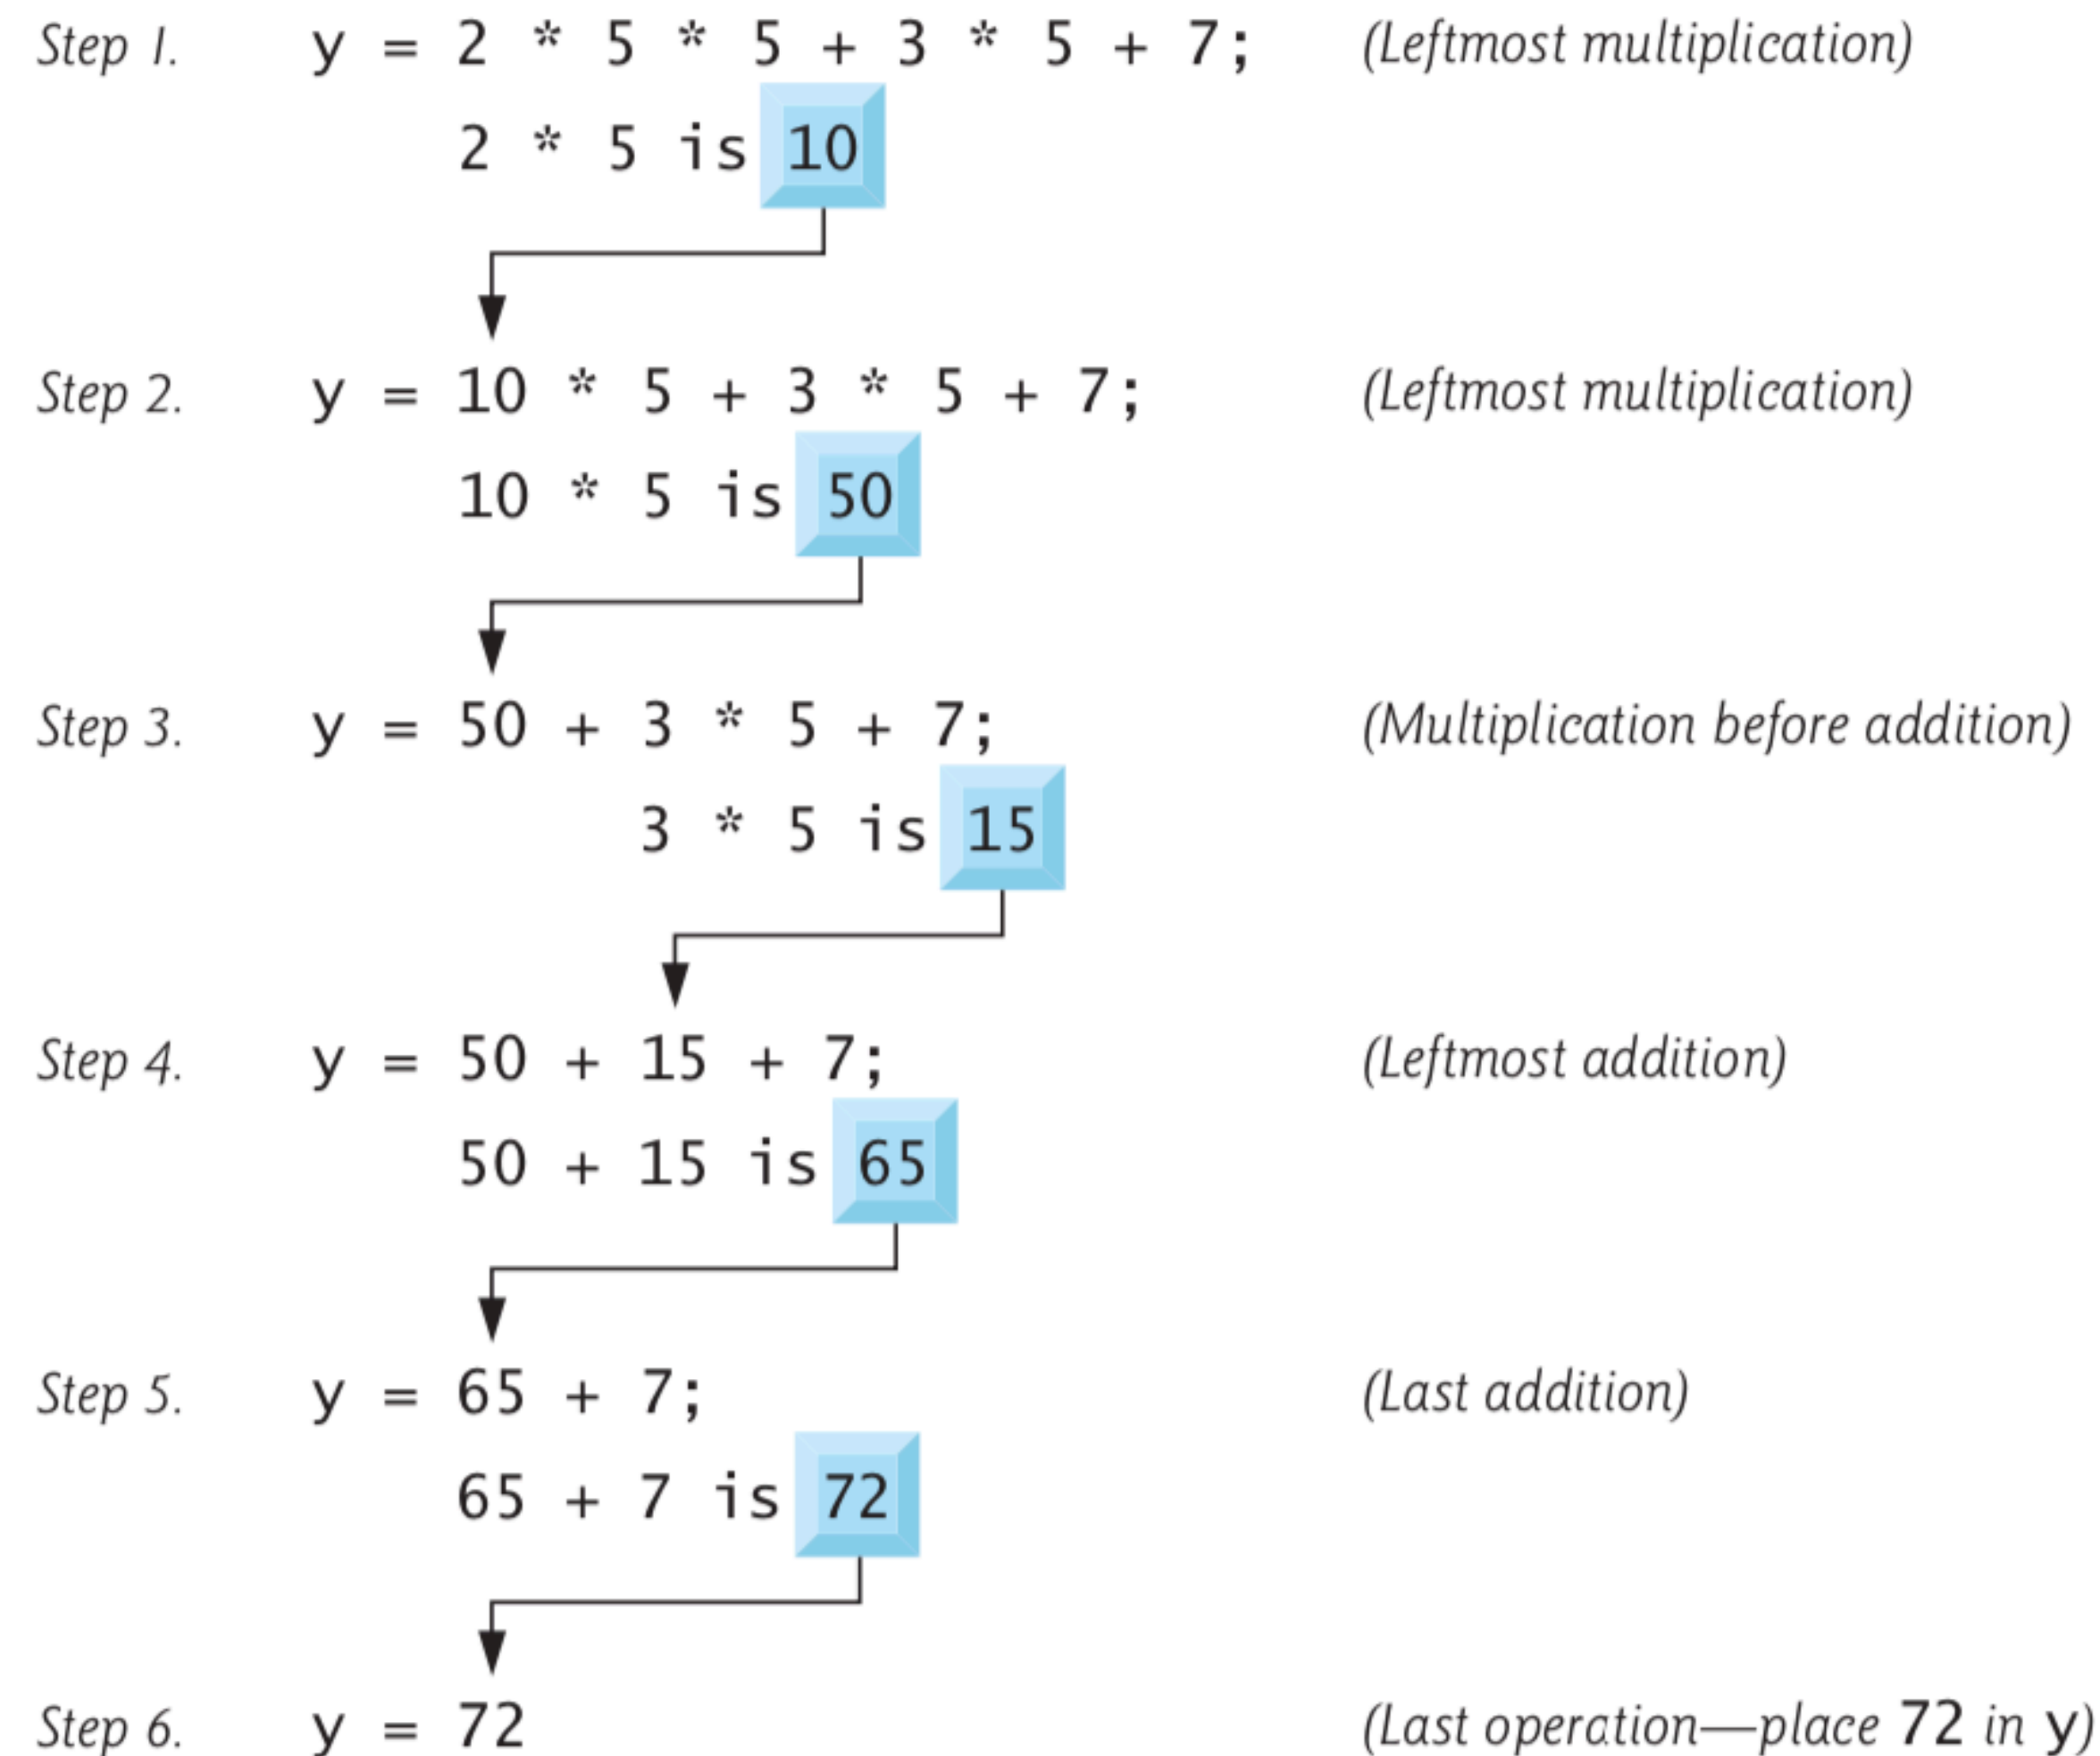 Step 1. y = 2 * 5 * 5 + 3 * 5 + 7; (Leftmost multiplication)
2 * 5 is 10
Step 2. y = 10 * 5 + 3 * 5 + 7; (Leftmost multiplication)
10 * 5 is 50
Step 3. y = 50 + 3 * 5 + 7; (Multiplication before addition)
3 * 5 is 15
Step 4. y = 50 + 15 + 7; (Leftmost addition)
50 + 15 is 65
Step 5. y = 65 + 7; (Last addition)
65 + 7 is 72
Step 6. y = 72 (Last operation—place 72 in y)